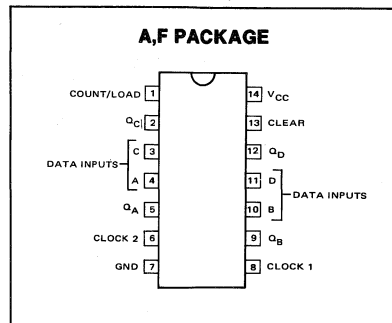 A,F PACKAGE
COUNT/LOAD 1 14 VCC
QC 2 13 CLEAR
C 3 12 QD
DATA INPUTS
A 4 11 D
DATA INPUTS
QA 5 10 B
CLOCK 2 6 9 QB
GND 7 8 CLOCK 1